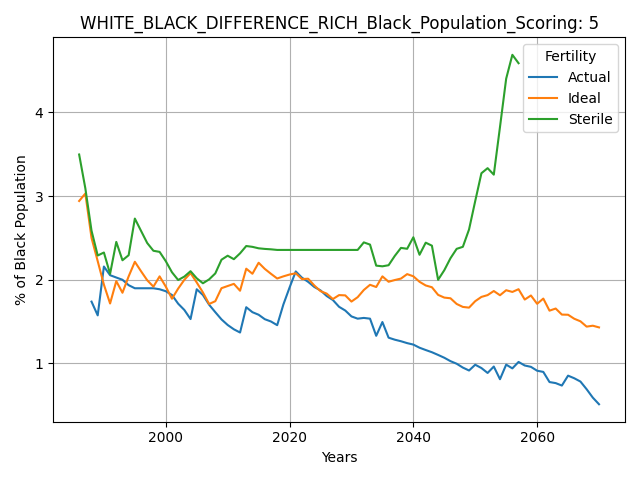 WHITE_BLACK_DIFFERENCE_RICH_Black_Population_Scoring: 5
Fertility
Actual
Ideal
Sterile
% of Black Population
4
3
2
1
2000
2020
2040
2060
Years